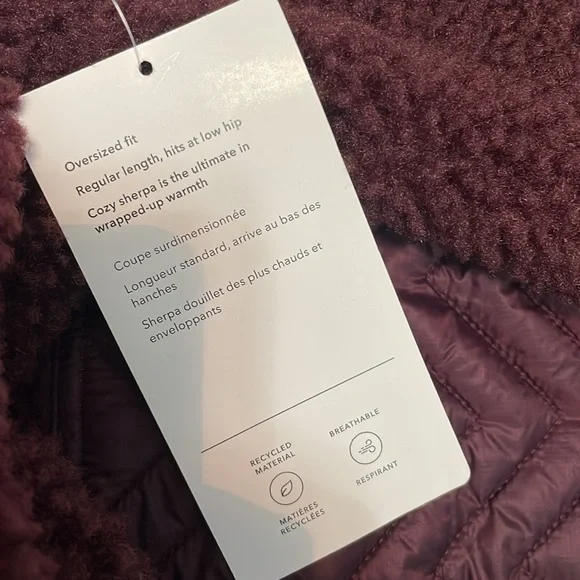 Oversized fit
Regular length, hits at low hip
Cozy sherpa is the ultimate in
wrapped-up warmth
Coupe surdimensionnée
Longueur standard, arrive au bas des
hanches
Sherpa douillet des plus chauds et
enveloppants
RECYCLED
MATERIAL
MATIÈRES
RECYCLÉES
BREATHABLE
RESPIRANT